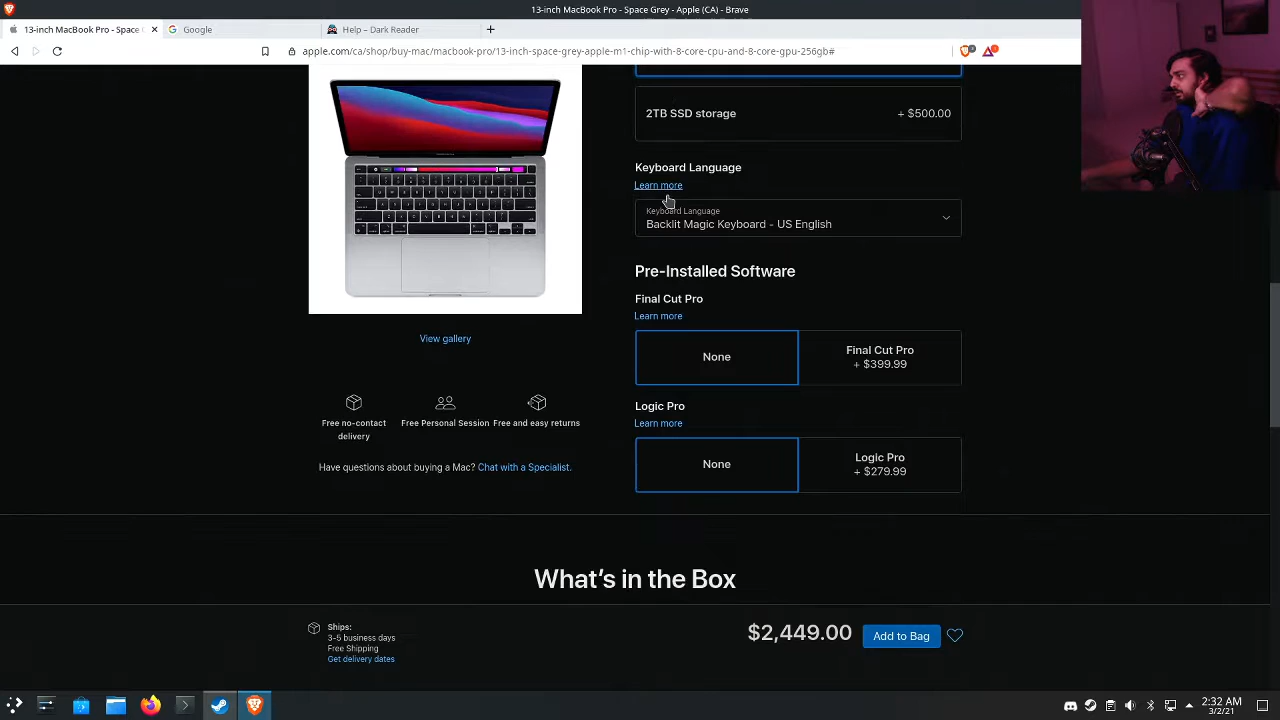 13-inch MacBook Pro - Space Grey - Apple (CA) - Brave
13-inch MacBook Pro - Space
Google
Help – Dark Reader
apple.com/ca/shop/buy-mac/macbook-pro/13-inch-space-grey-apple-m1-chip-with-8-core-cpu-and-8-core-gpu-256gb#
2TB SSD storage
+ $500.00
Keyboard Language
Learn more
Keyboard Language
Backlit Magic Keyboard - US English
Pre-Installed Software
Final Cut Pro
Learn more
None
Final Cut Pro
+ $399.99
Logic Pro
Learn more
None
Logic Pro
+ $279.99
View gallery
Free no-contact
delivery
Free Personal Session
Free and easy returns
Have questions about buying a Mac? Chat with a Specialist.
What's in the Box
Ships:
3-5 business days
Free Shipping
Get delivery dates
$2,449.00
Add to Bag
2:32 AM
3/2/21